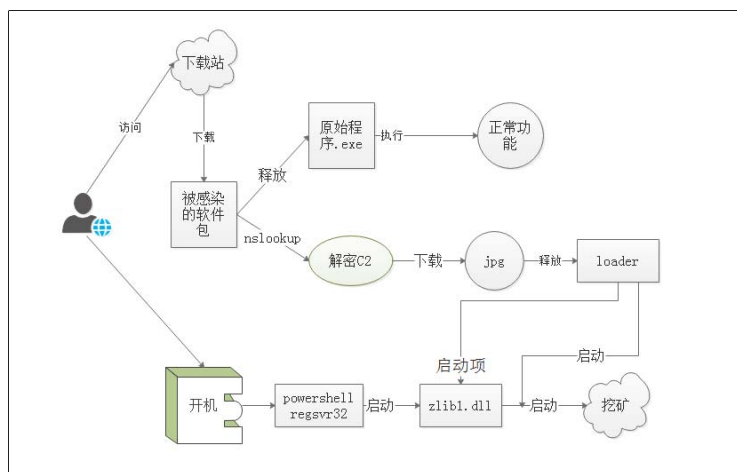 下载站
访问
下载
原始程
序.exe
执行
正常功
能
释放
被感染
的软件
包
nslookup
解密C2
下载
jpg
释放
loader
启动项
启动
开机
powershell
regsvr32
启动
zlib1.dll
启动
挖矿